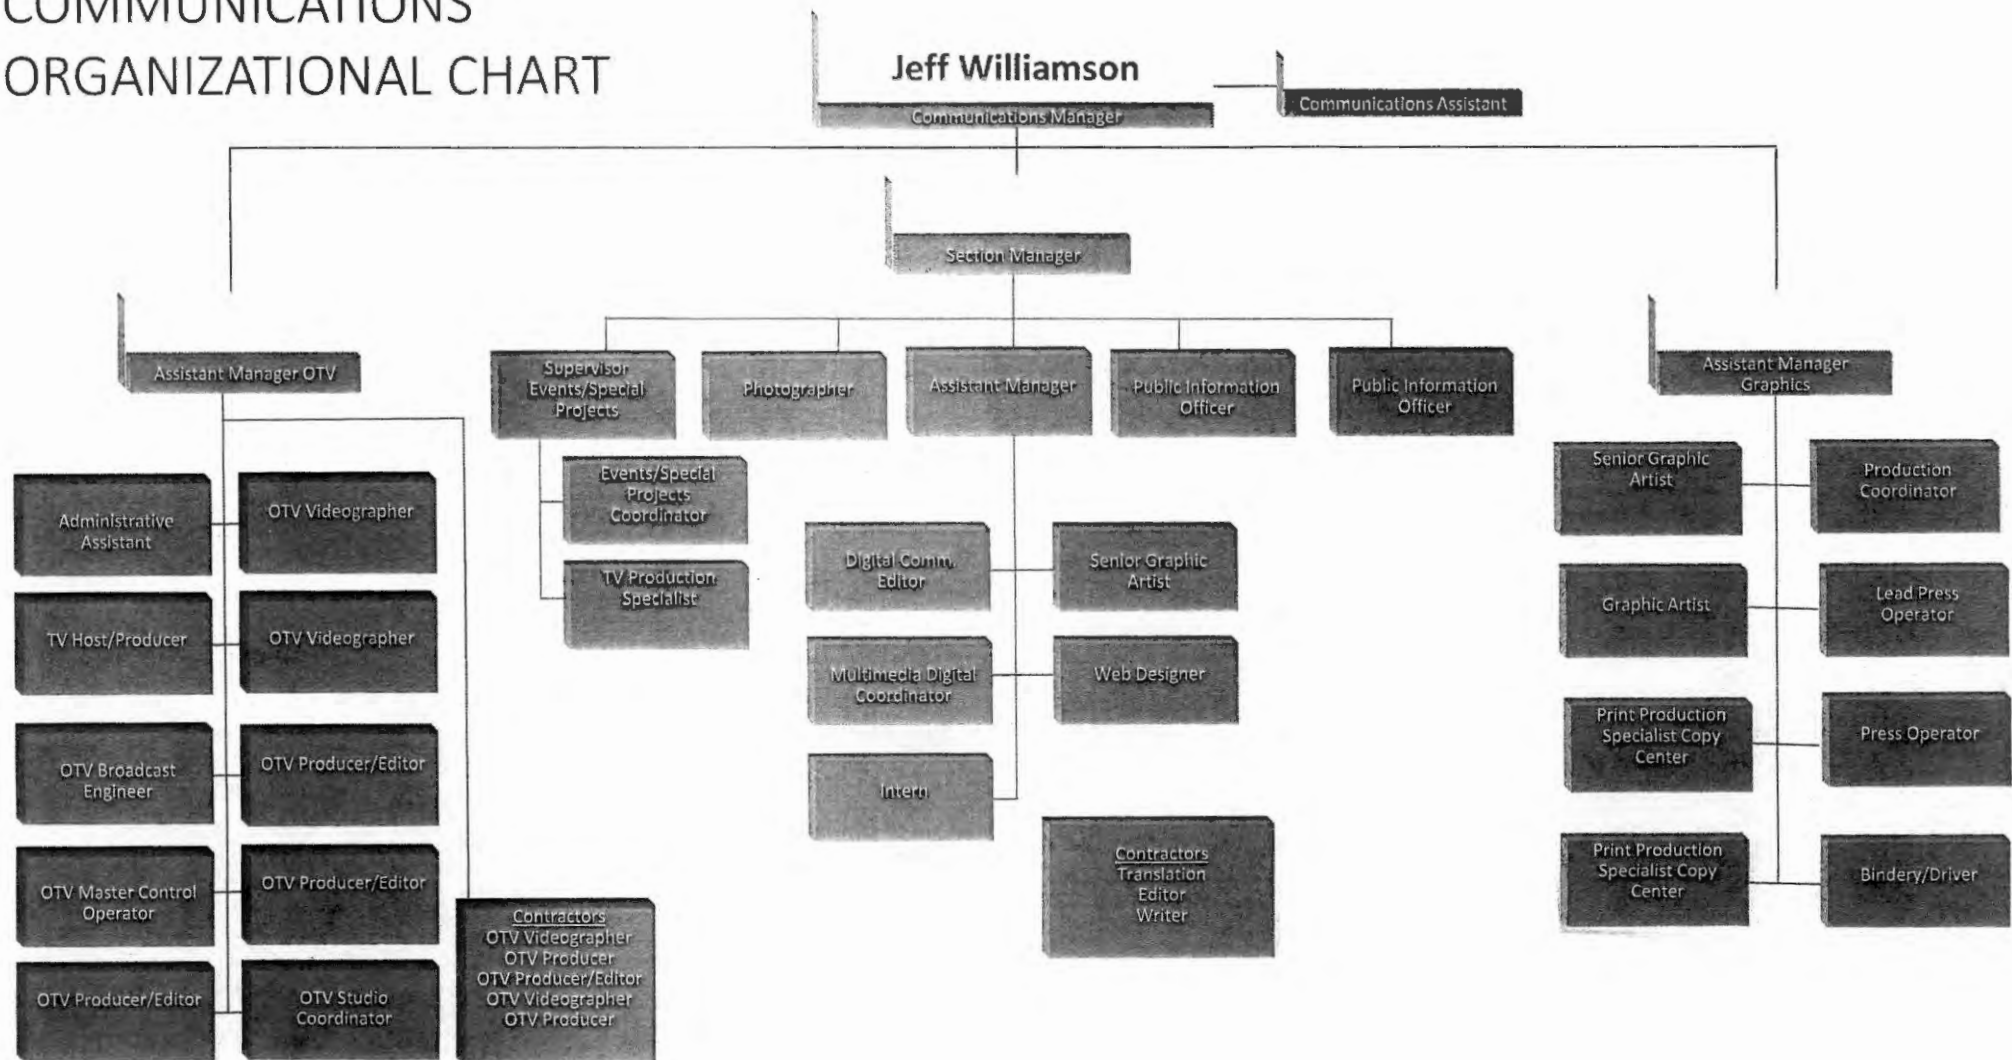 COMMUNICATIONS
ORGANIZATIONAL CHART
Jeff Williamson
Communications Manager
Communications Assistant
Section Manager
Assistant Manager OTV
Supervisor
Events/Special
Projects
Photographer
Assistant Manager
Public Information
Officer
Public Information
Officer
Assistant Manager
Graphics
Administrative
Assistant
OTV Videographer
TV Host/Producer
OTV Videographer
OTV Broadcast
Engineer
OTV Producer/Editor
OTV Master Control
Operator
OTV Producer/Editor
OTV Producer/Editor
OTV Studio
Coordinator
Contractors
OTV Videographer
OTV Producer
OTV Producer/Editor
OTV Videographer
OTV Producer
Events/Special
Projects
Coordinator
TV Production
Specialist
Digital Comm.
Editor
Senior Graphic
Artist
Multimedia Digital
Coordinator
Web Designer
Intern
Contractors
Translation
Editor
Writer
Senior Graphic
Artist
Production
Coordinator
Graphic Artist
Lead Press
Operator
Print Production
Specialist Copy
Center
Press Operator
Print Production
Specialist Copy
Center
Bindery/Driver